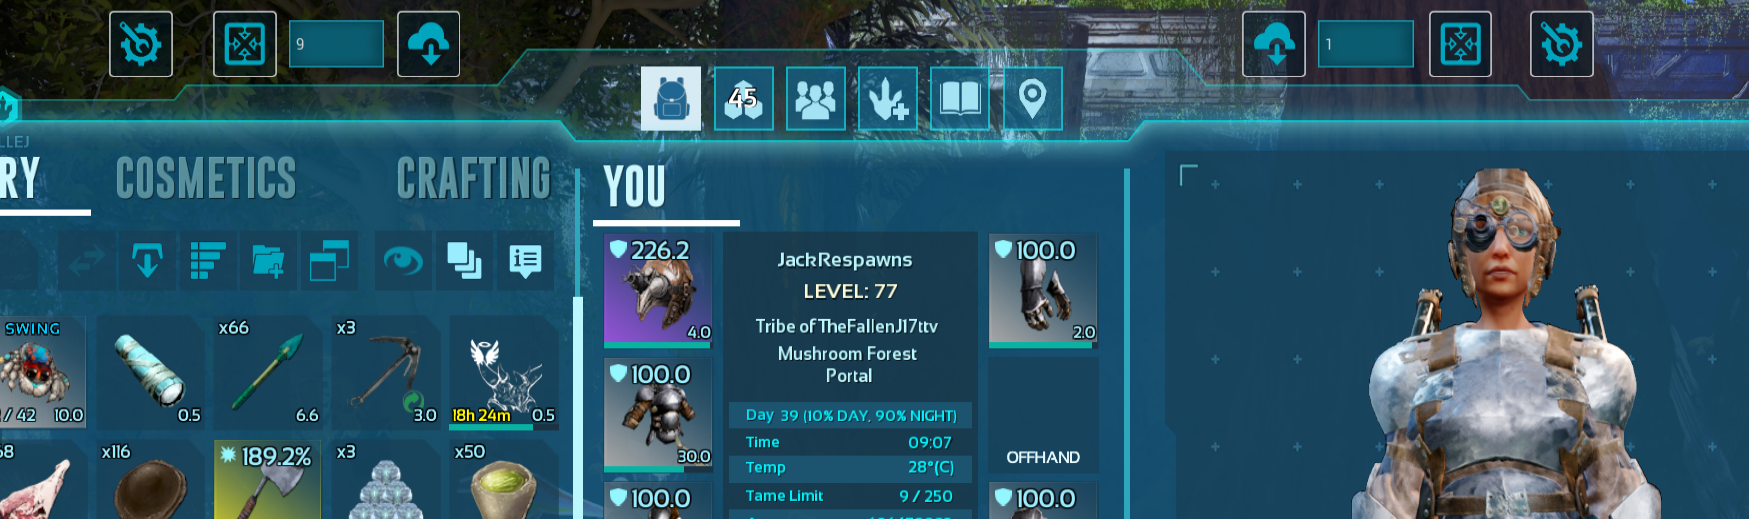 9
1
45
LLEJ
RY
COSMETICS
CRAFTING
YOU
226.2
4.0
JackRespawns
LEVEL: 77
Tribe of TheFallenJ17ttv
Mushroom Forest
Portal
100.0
2.0
SWING
/ 42
10.0
0.5
x66
6.6
x3
3.0
18h 24m
0.5
100.0
30.0
Day 39 (10% DAY, 90% NIGHT)
Time 09:07
Temp 28°(C)
Tame Limit 9 / 250
OFFHAND
68
x116
189.2%
x3
x50
100.0
100.0